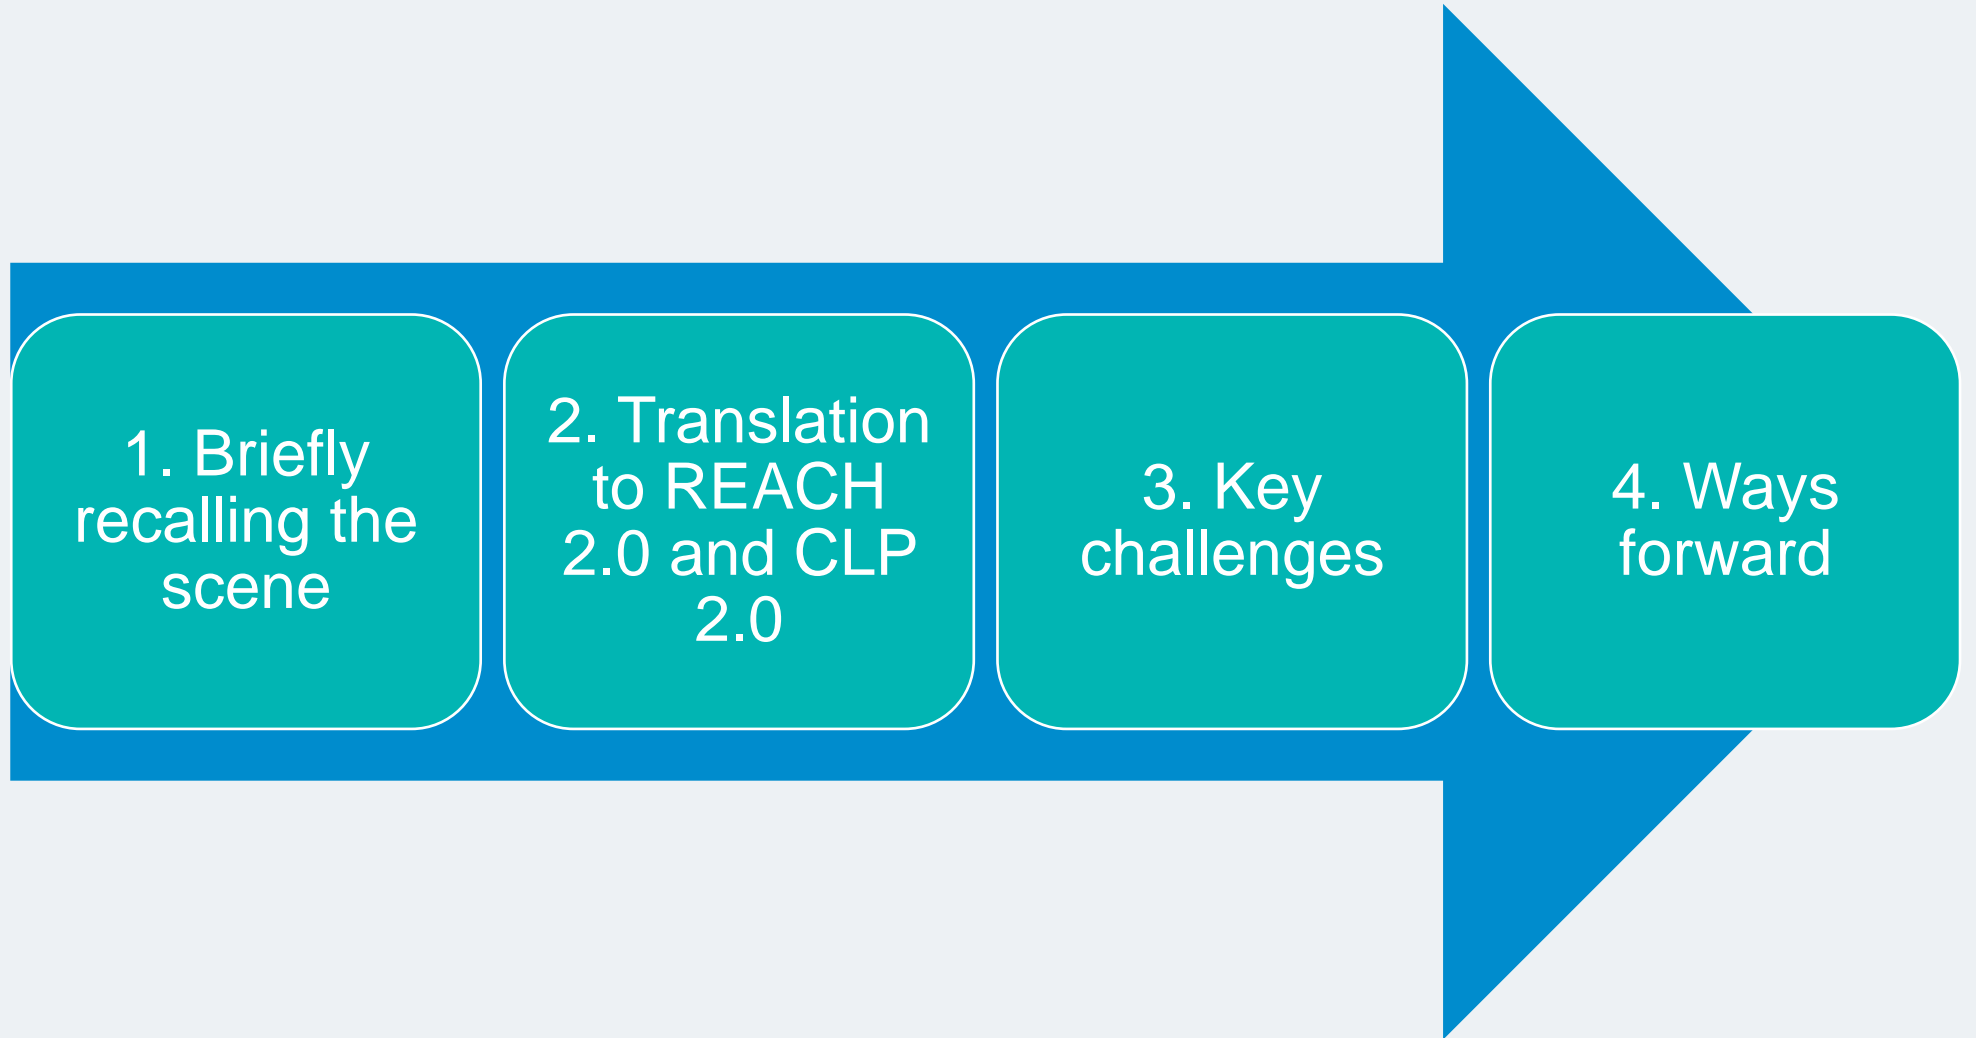 1. Briefly
recalling the
scene
2. Translation
to REACH
2.0 and CLP
2.0
3. Key
challenges
4. Ways
forward